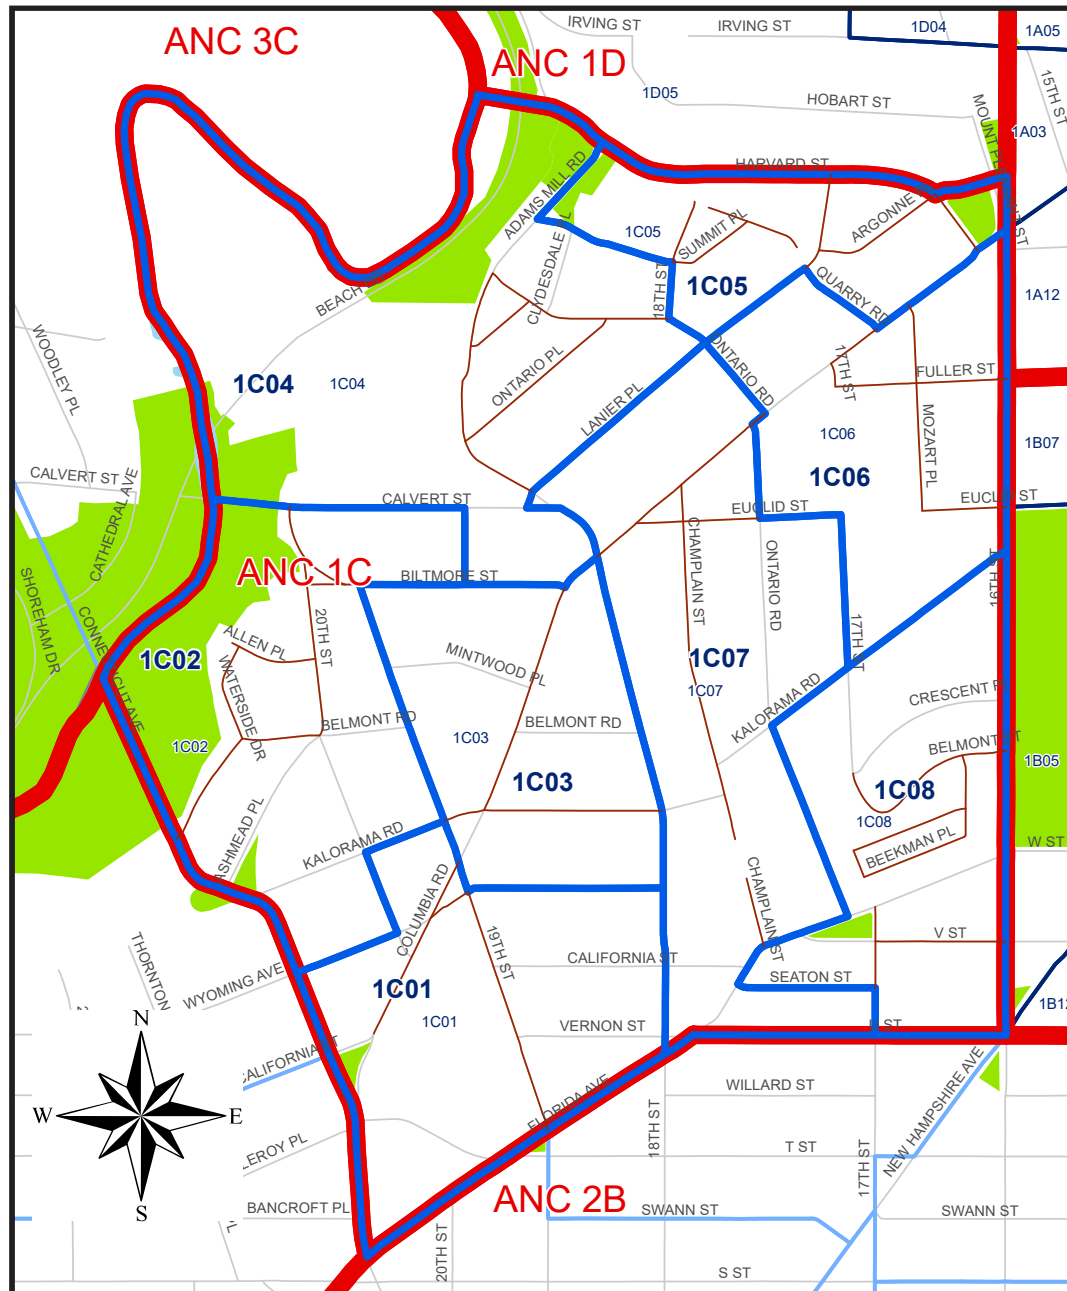 IRVING ST
IRVING ST
1D04
1A05
ANC 3C
ANC 1D
1D05
HOBART ST
15TH ST
1A03
HARVARD ST
ADAMS MILL RD
1C05
SUMMIT PL
ARGONNE
CLYDESDALE
18TH ST
1C05
QUARRY RD
1A12
BEACH
WOODLEY PL
1C04
1C04
ONTARIO PL
ONTARIO RD
17TH ST
FULLER ST
LANIER PL
MOZART PL
1C06
1B07
1C06
CALVERT ST
CATHEDRAL AVE
CALVERT ST
EUCLID ST
EUCLID ST
CHAMPLAIN ST
ONTARIO RD
16TH ST
ANC 1C
BILTMORE ST
SHOREHAM DR
20TH ST
ALLEN PL
17TH ST
1C02
WATERSIDE DR
MINTWOOD PL
1C07
1C07
KALORAMA RD
CRESCENT
BELMONT RD
BELMONT RD
1C03
1C02
BELMONT
1B05
1C03
1C08
1C08
ASHMEAD PL
KALORAMA RD
BEEKMAN PL
W ST
COLUMBIA RD
CHAMPLAIN ST
THORNTON
19TH ST
V ST
WYOMING AVE
CALIFORNIA ST
SEATON ST
1C01
1C01
VERNON ST
1B12
N
W
E
S
FLORIDA AVE
WILLARD ST
NEW HAMPSHIRE AVE
18TH ST
T ST
17TH ST
LEROY PL
ANC 2B
BANCROFT PL
20TH ST
SWANN ST
SWANN ST
S ST